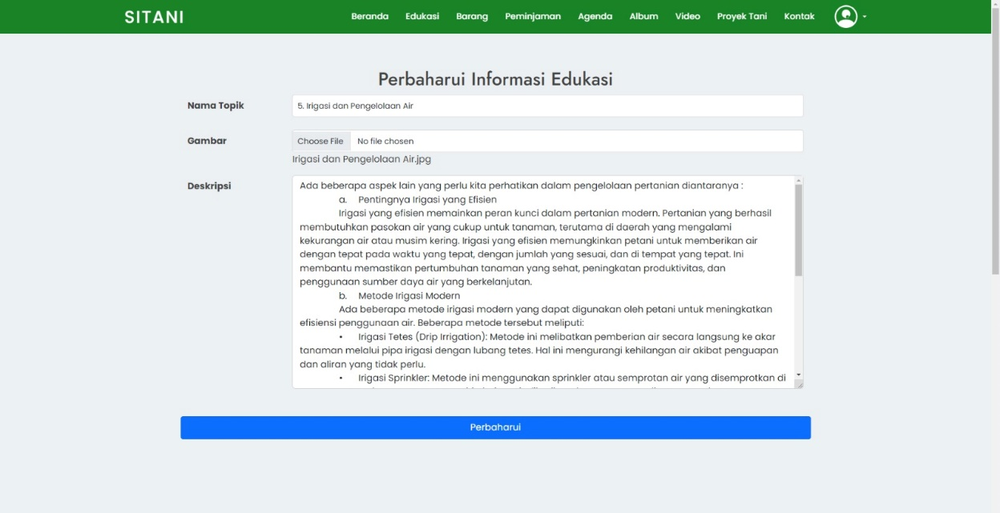 SITANI
Beranda Edukasi Barang Peminjaman Agenda Album Video Proyek Tani Kontak
Perbaharui Informasi Edukasi
Nama Topik 5. Irigasi dan Pengelolaan Air
Gambar Choose File No file chosen
Irigasi dan Pengelolaan Air.jpg
Deskripsi Ada beberapa aspek lain yang perlu kita perhatikan dalam pengelolaan pertanian diantaranya :
a. Pentingnya Irigasi yang Efisien
Irigasi yang efisien memainkan peran kunci dalam pertanian modern. Pertanian yang berhasil
membutuhkan pasokan air yang cukup untuk tanaman, terutama di daerah yang mengalami
kekurangan air atau musim kering. Irigasi yang efisien memungkinkan petani untuk memberikan air
dengan tepat pada waktu yang tepat, dengan jumlah yang sesuai, dan di tempat yang tepat. Ini
membantu memastikan pertumbuhan tanaman yang sehat, peningkatan produktivitas, dan
penggunaan sumber daya air yang berkelanjutan.
b. Metode Irigasi Modern
Ada beberapa metode irigasi modern yang dapat digunakan oleh petani untuk meningkatkan
efisiensi penggunaan air. Beberapa metode tersebut meliputi:
• Irigasi Tetes (Drip Irrigation): Metode ini melibatkan pemberian air secara langsung ke akar
tanaman melalui pipa irigasi dengan lubang tetes. Hal ini mengurangi kehilangan air akibat penguapan
dan aliran yang tidak perlu.
• Irigasi Sprinkler: Metode ini menggunakan sprinkler atau semprotan air yang disemprotkan di
Perbaharui